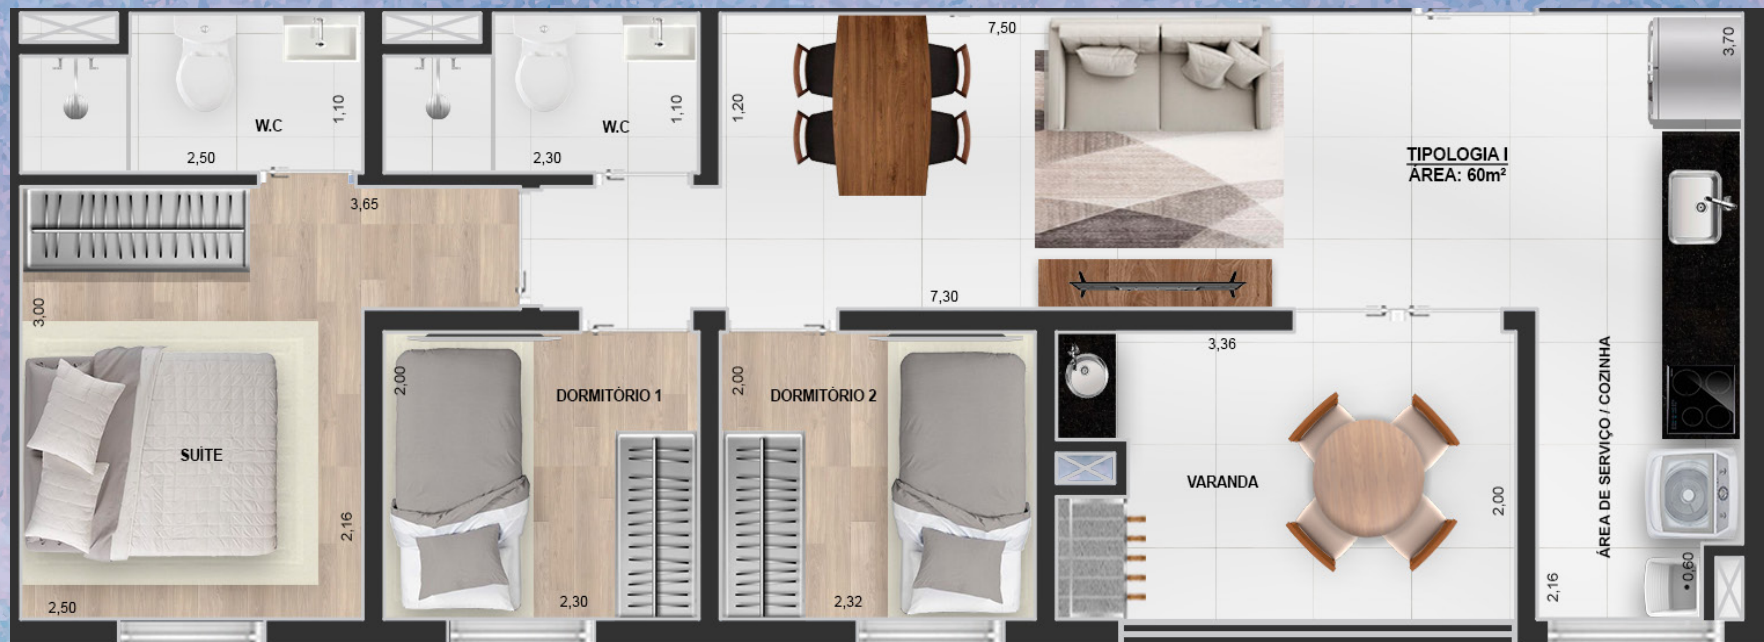 7,50
3,70
1,10
W.C
2,50
1,10
W.C
2,30
1,20
TIPOLOGIA I
ÁREA: 60m²
3,65
3,00
7,30
3,36
2,00
DORMITÓRIO 1
2,00
DORMITÓRIO 2
SUÍTE
VARANDA
2,00
ÁREA DE SERVIÇO / COZINHA
2,16
2,50
2,30
2,32
2,16
0,60